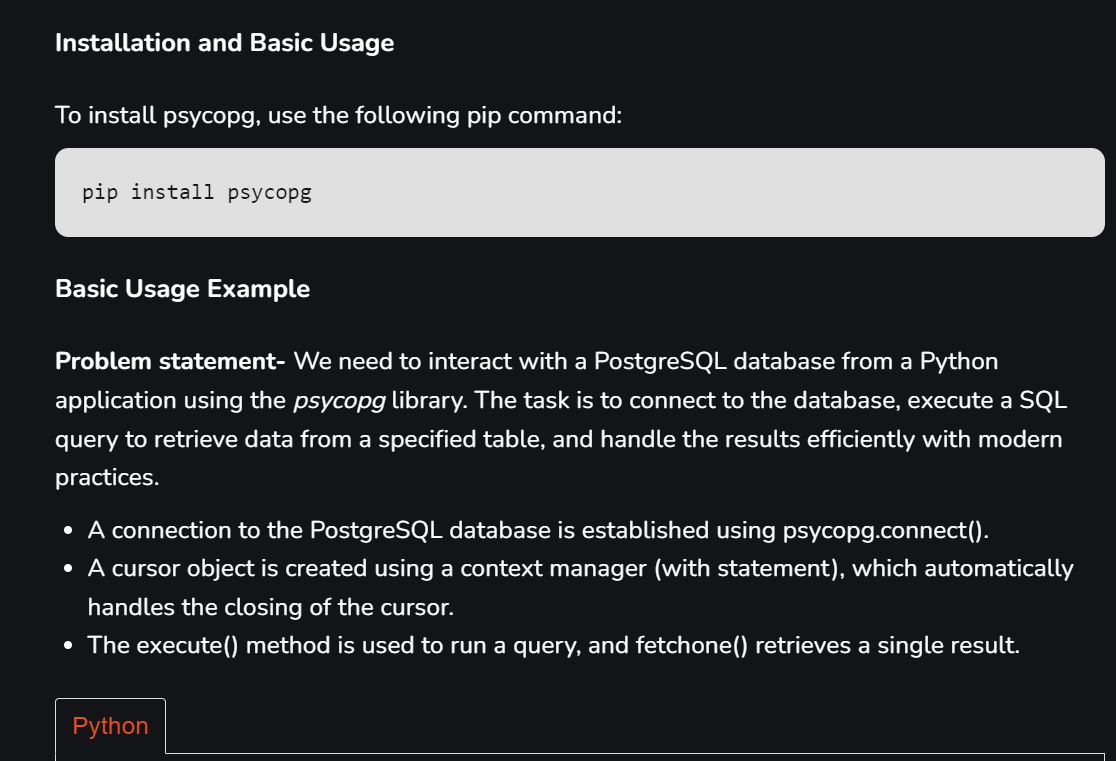 Installation and Basic Usage
To install psycopg, use the following pip command:
pip install psycopg
Basic Usage Example
Problem statement- We need to interact with a PostgreSQL database from a Python
application using the psycopg library. The task is to connect to the database, execute a SQL
query to retrieve data from a specified table, and handle the results efficiently with modern
practices.
• A connection to the PostgreSQL database is established using psycopg.connect().
• A cursor object is created using a context manager (with statement), which automatically
handles the closing of the cursor.
• The execute() method is used to run a query, and fetchone() retrieves a single result.
Python